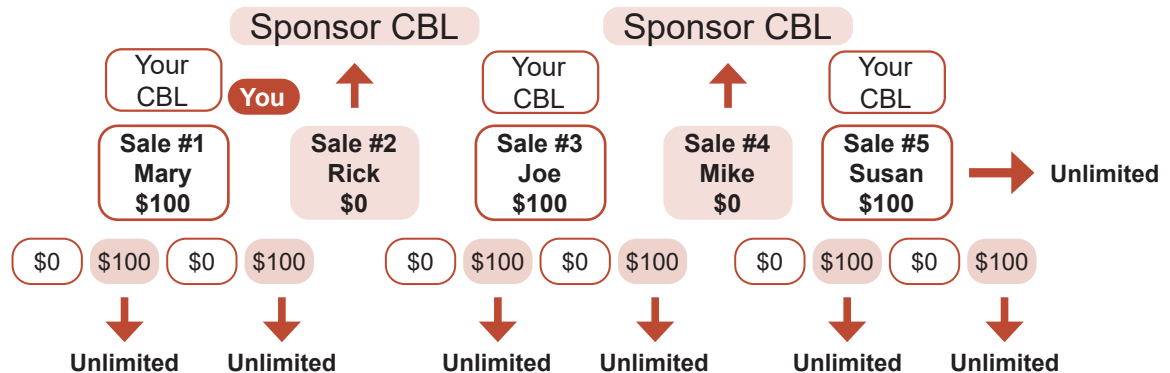 Sponsor CBL
Sponsor CBL
Your
CBL
You
Your
CBL
Your
CBL
Sale #1
Mary
$100
Sale #2
Rick
$0
Sale #3
Joe
$100
Sale #4
Mike
$0
Sale #5
Susan
$100
Unlimited
$0
$100
$0
$100
$0
$100
$0
$100
$0
$100
$0
$100
Unlimited
Unlimited
Unlimited
Unlimited
Unlimited
Unlimited